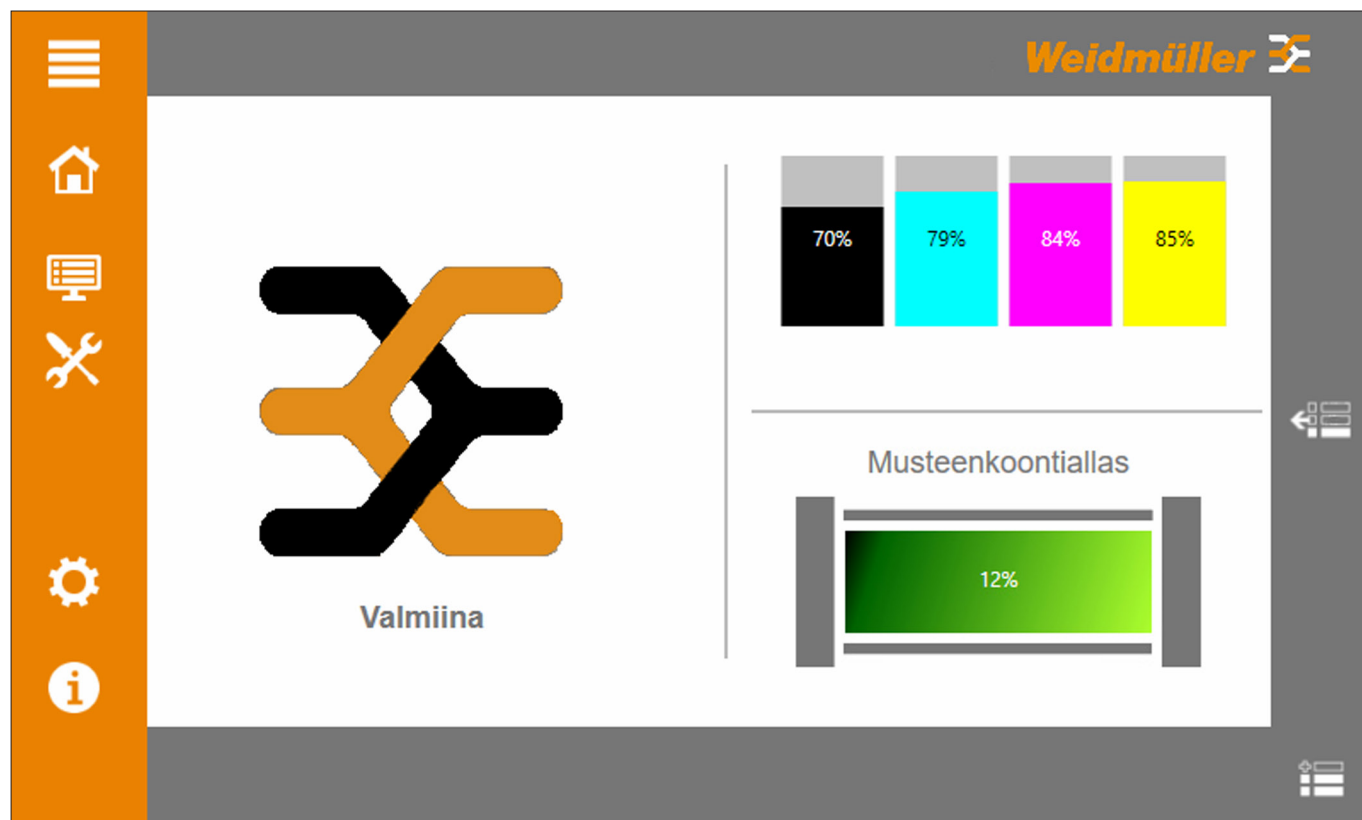 Weidmüller
70% 79% 84% 85%
Musteenkoontiallas
12%
Valmiina